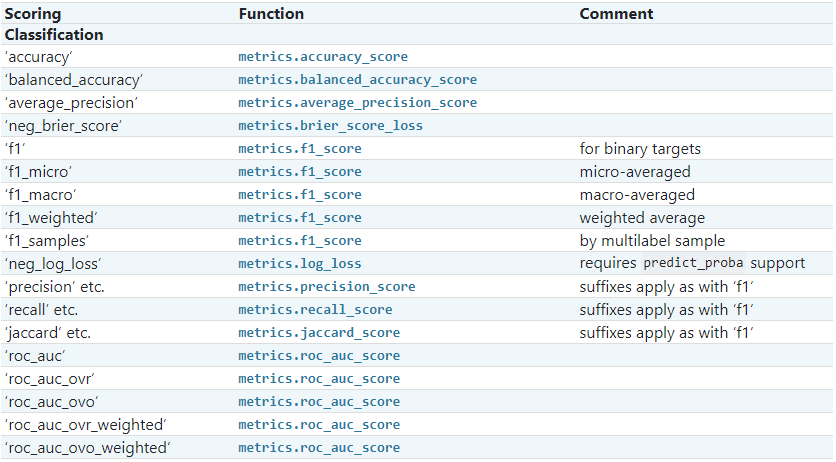 Scoring Function Comment
Classification
‘accuracy’ metrics.accuracy_score
‘balanced_accuracy’ metrics.balanced_accuracy_score
‘average_precision’ metrics.average_precision_score
‘neg_brier_score’ metrics.brier_score_loss
‘f1’ metrics.f1_score for binary targets
‘f1_micro’ metrics.f1_score micro-averaged
‘f1_macro’ metrics.f1_score macro-averaged
‘f1_weighted’ metrics.f1_score weighted average
‘f1_samples’ metrics.f1_score by multilabel sample
‘neg_log_loss’ metrics.log_loss requires predict_proba support
‘precision’ etc. metrics.precision_score suffixes apply as with ‘f1’
‘recall’ etc. metrics.recall_score suffixes apply as with ‘f1’
‘jaccard’ etc. metrics.jaccard_score suffixes apply as with ‘f1’
‘roc_auc’ metrics.roc_auc_score
‘roc_auc_ovr’ metrics.roc_auc_score
‘roc_auc_ovo’ metrics.roc_auc_score
‘roc_auc_ovr_weighted’ metrics.roc_auc_score
‘roc_auc_ovo_weighted’ metrics.roc_auc_score